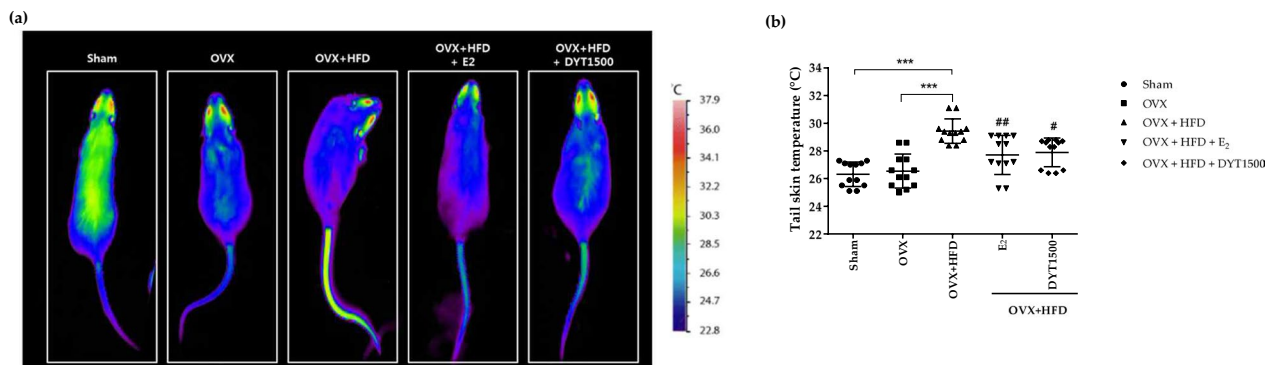 (a)
Sham
OVX
OVX+HFD
OVX+HFD
+ E2
OVX+HFD
+ DYT1500
°C
37.9
36.0
34.1
32.2
30.3
28.5
26.6
24.7
22.8
(b)
Tail skin temperature (°C)
34
32
30
28
26
24
22
***
***
##
#
Sham
OVX
OVX+HFD
E₂
DYT1500
OVX+HFD
Sham
OVX
OVX + HFD
OVX + HFD + E₂
OVX + HFD + DYT1500